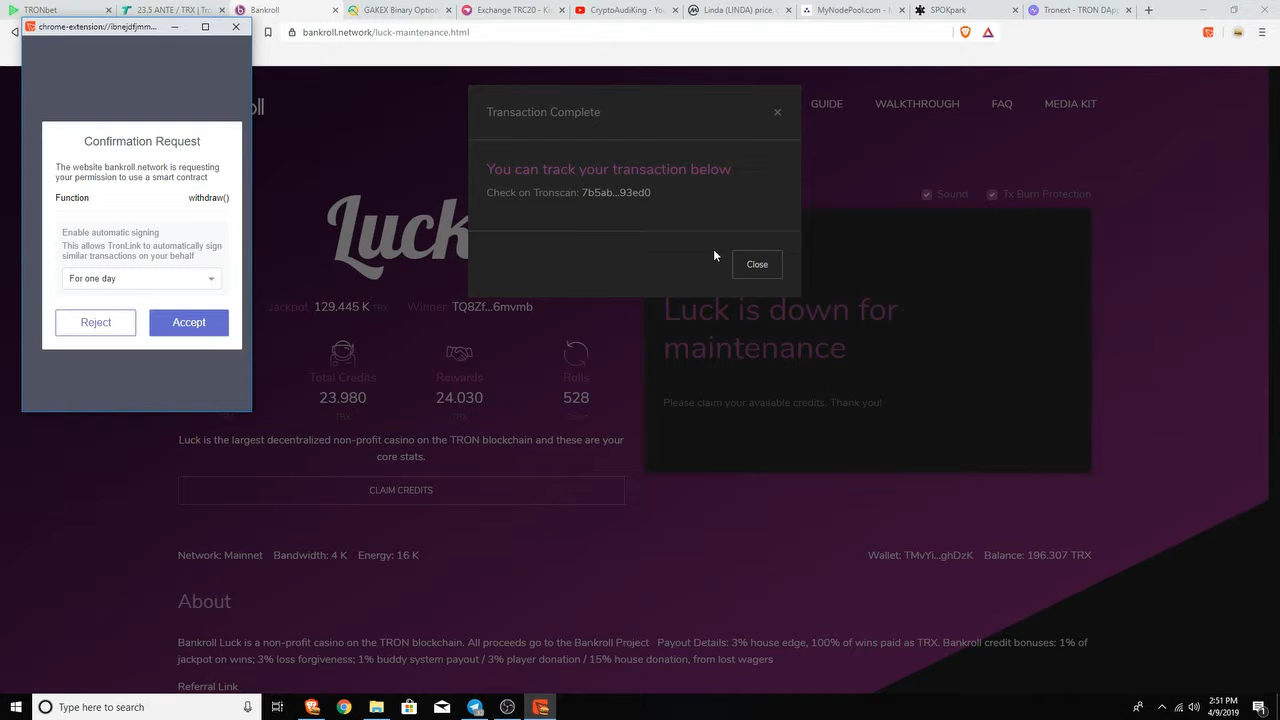 TRONbet
23.5 ANTE / TRX | Tr
Bankroll
GAKEX Binary Option
Exchange TRC20 - Kr
CryptoAudiKing - You
Linda (LINDA) price, c
MyNodePool.com - M
SPOKpark
Tronext - TRON DAp
chrome-extension://ibnejdfjmm...
bankroll.network/luck-maintenance.html
oll
GUIDE
WALKTHROUGH
FAQ
MEDIA KIT
Transaction Complete
You can track your transaction below
Check on Tronscan: 7b5ab...93ed0
Close
Confirmation Request
The website bankroll.network is requesting
your permission to use a smart contract
Function withdraw()
Enable automatic signing
This allows TronLink to automatically sign
similar transactions on your behalf
For one day
Reject
Accept
Sound
7x Burn Protection
Luck
Jackpot 129.445 K TRX Winner TQ8Zf...6mvmb
Total Credits
23.980
TRX
Rewards
24.030
Rolls
528
Luck is down for
maintenance
Please claim your available credits. Thank you!
Luck is the largest decentralized non-profit casino on the TRON blockchain and these are your
core stats.
CLAIM CREDITS
Network: Mainnet Bandwidth: 4 K Energy: 16 K
Wallet: TMvYi...ghDzK Balance: 196.307 TRX
About
Bankroll Luck is a non-profit casino on the TRON blockchain. All proceeds go to the Bankroll Project Payout Details: 3% house edge, 100% of wins paid as TRX. Bankroll credit bonuses: 1% of
jackpot on wins; 3% loss forgiveness; 1% buddy system payout / 3% player donation / 15% house donation, from lost wagers
Referral Link
Type here to search
2:51 PM
4/9/2019